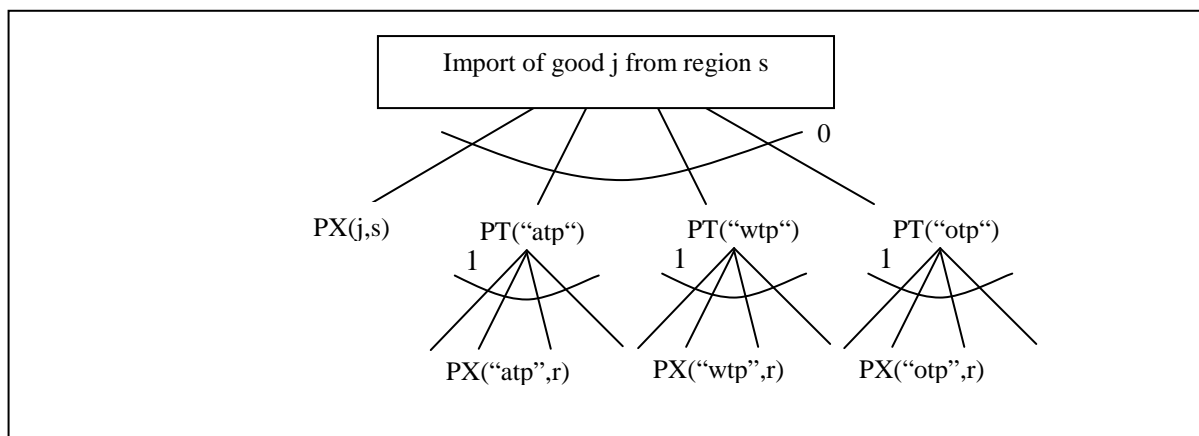 Import of good j from region s
0
PX(j,s) PT(“atp“) PT(“wtp“) PT(“otp“)
1 1 1
PX(“atp”,r) PX(“wtp”,r) PX(“otp”,r)